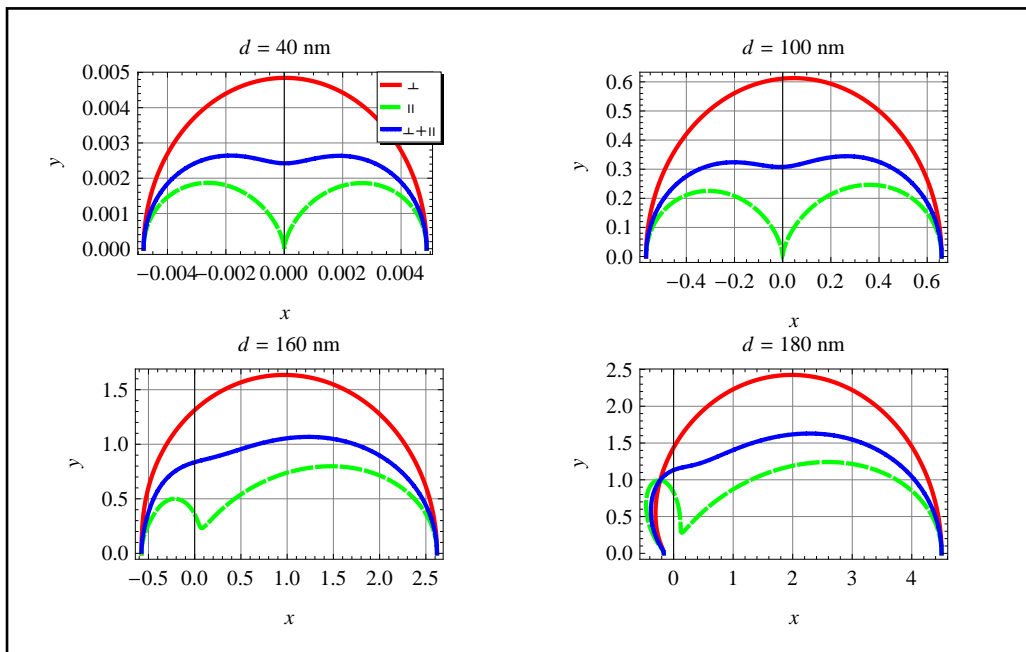 d = 40 nm
0.005
0.004
0.003
0.002
0.001
0.000
y
⊥
॥
⊥+॥
−0.004 −0.002 0.000 0.002 0.004
x
d = 100 nm
0.6
0.5
0.4
0.3
0.2
0.1
0.0
y
−0.4 −0.2 0.0 0.2 0.4 0.6
x
d = 160 nm
1.5
1.0
0.5
0.0
y
−0.5 0.0 0.5 1.0 1.5 2.0 2.5
x
d = 180 nm
2.5
2.0
1.5
1.0
0.5
0.0
y
0 1 2 3 4
x